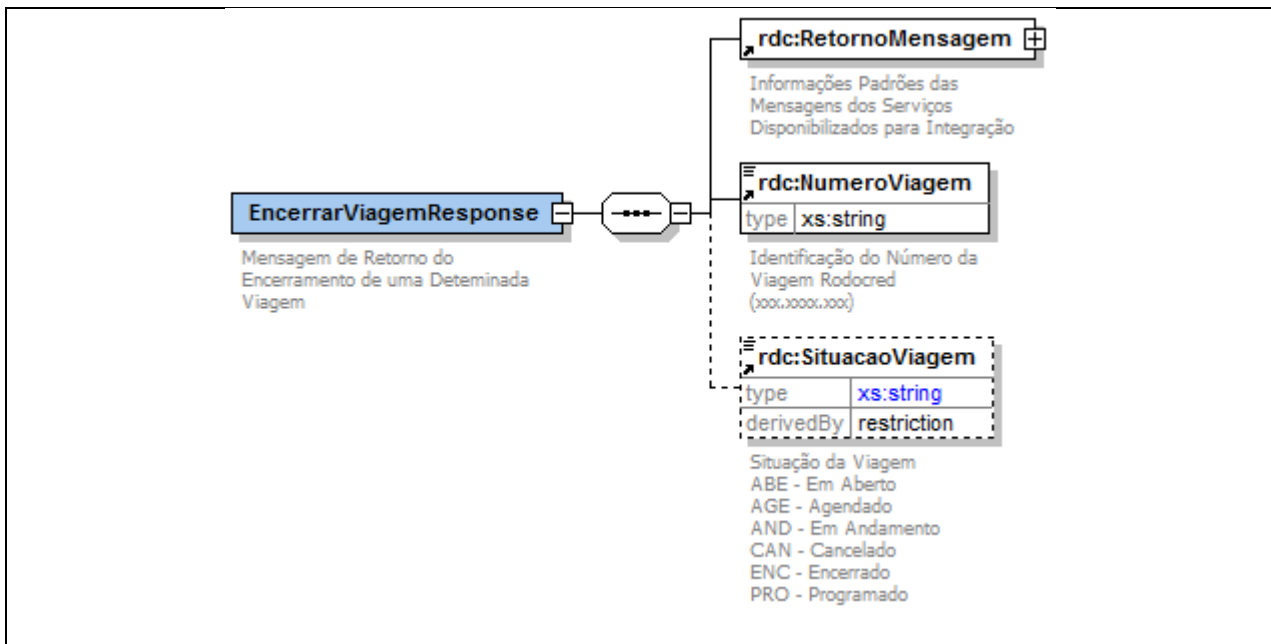 rdc:RetornoMensagem
Informações Padrões das
Mensagens dos Serviços
Disponibilizados para Integração
EncerrarViagemResponse
Mensagem de Retorno do
Encerramento de uma Deteminada
Viagem
rdc:NumeroViagem
type xs:string
Identificação do Número da
Viagem Rodocred
(xxx.xxxx.xxx)
rdc:SituacaoViagem
type xs:string
derivedBy restriction
Situação da Viagem
ABE - Em Aberto
AGE - Agendado
AND - Em Andamento
CAN - Cancelado
ENC - Encerrado
PRO - Programado